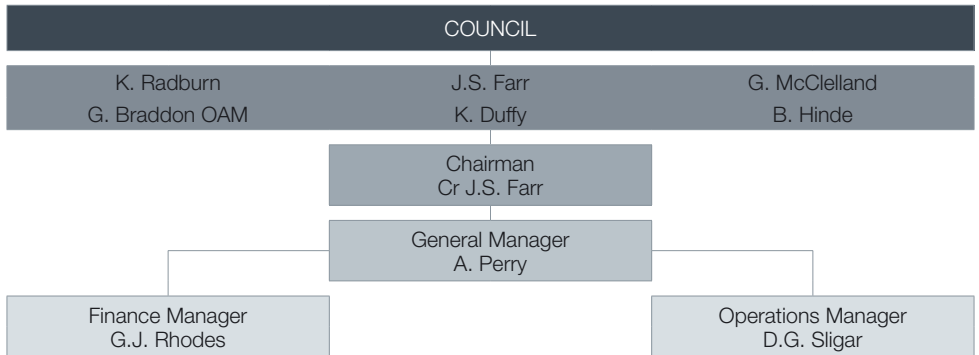 COUNCIL
K. Radburn J.S. Farr G. McClelland
G. Braddon OAM K. Duffy B. Hinde
Chairman
Cr J.S. Farr
General Manager
A. Perry
Finance Manager
G.J. Rhodes
Operations Manager
D.G. Sligar